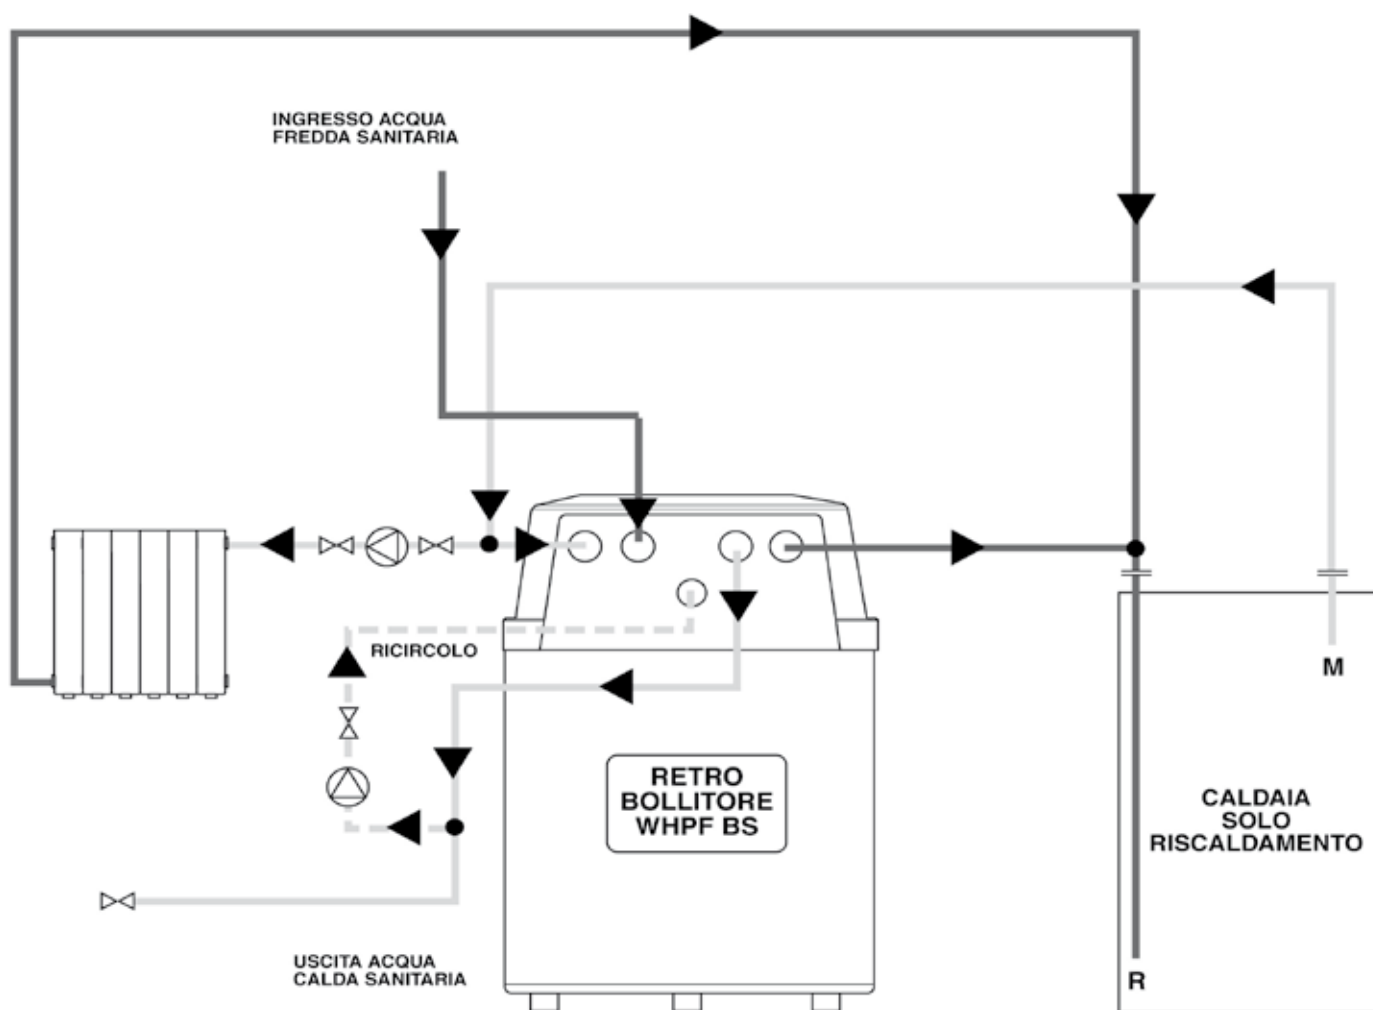 INGRESSO ACQUA
FREDDA SANITARIA
RICIRCOLO
M
RETRO
BOLLITORE
WHPF BS
CALDAIA
SOLO
RISCALDAMENTO
USCITA ACQUA
CALDA SANITARIA
R